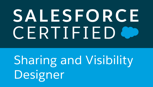 SALESFORCE
CERTIFIED
Sharing and Visibility
Designer